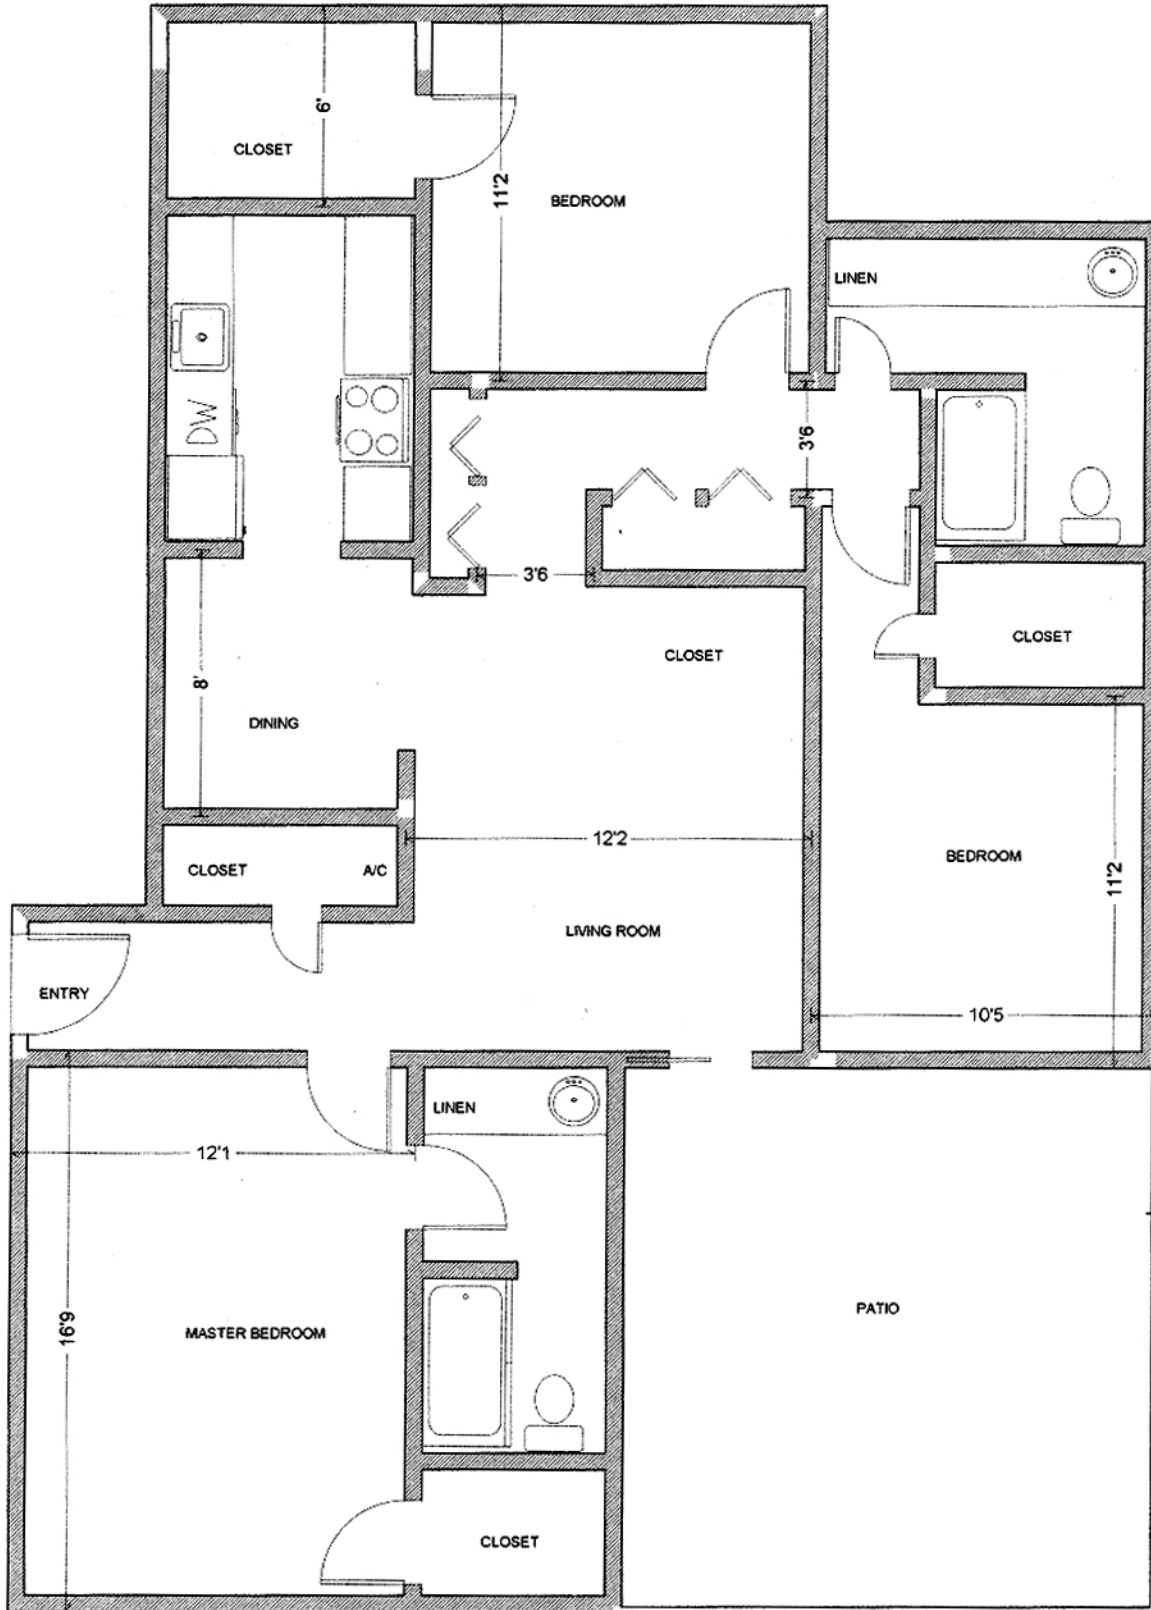 6'
CLOSET
11'2
BEDROOM
LINEN
DW
3'6
3'6
CLOSET
CLOSET
8'
DINING
12'2
BEDROOM
CLOSET
A/C
11'2
LIVING ROOM
ENTRY
10'5
LINEN
12'1
16'9
MASTER BEDROOM
PATIO
CLOSET